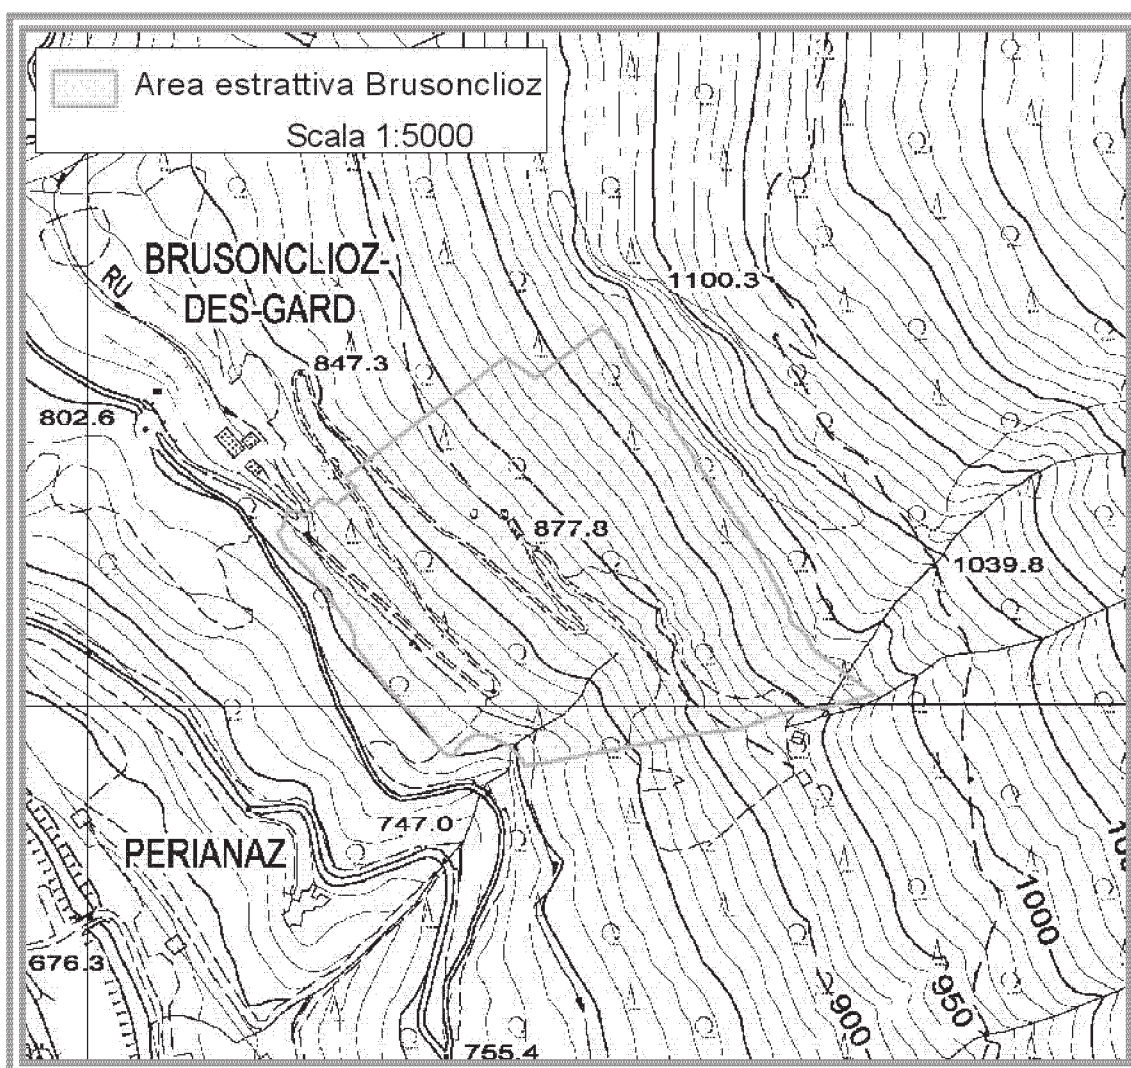 Area estrattiva Brusonclioz
Scala 1:5000
BRUSONCLIOZ-
DES-GARD
RU
1100.3
847.3
802.6
877.8
1039.8
747.0
PERIANAZ
676.3
755.4
900
950
1000